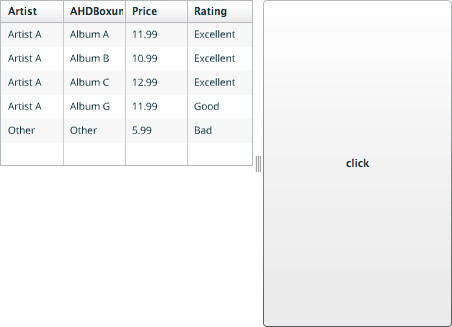 Artist AHDBoxun Price Rating
Artist A Album A 11.99 Excellent
Artist A Album B 10.99 Excellent
Artist A Album C 12.99 Excellent
Artist A Album G 11.99 Good
Other Other 5.99 Bad
click